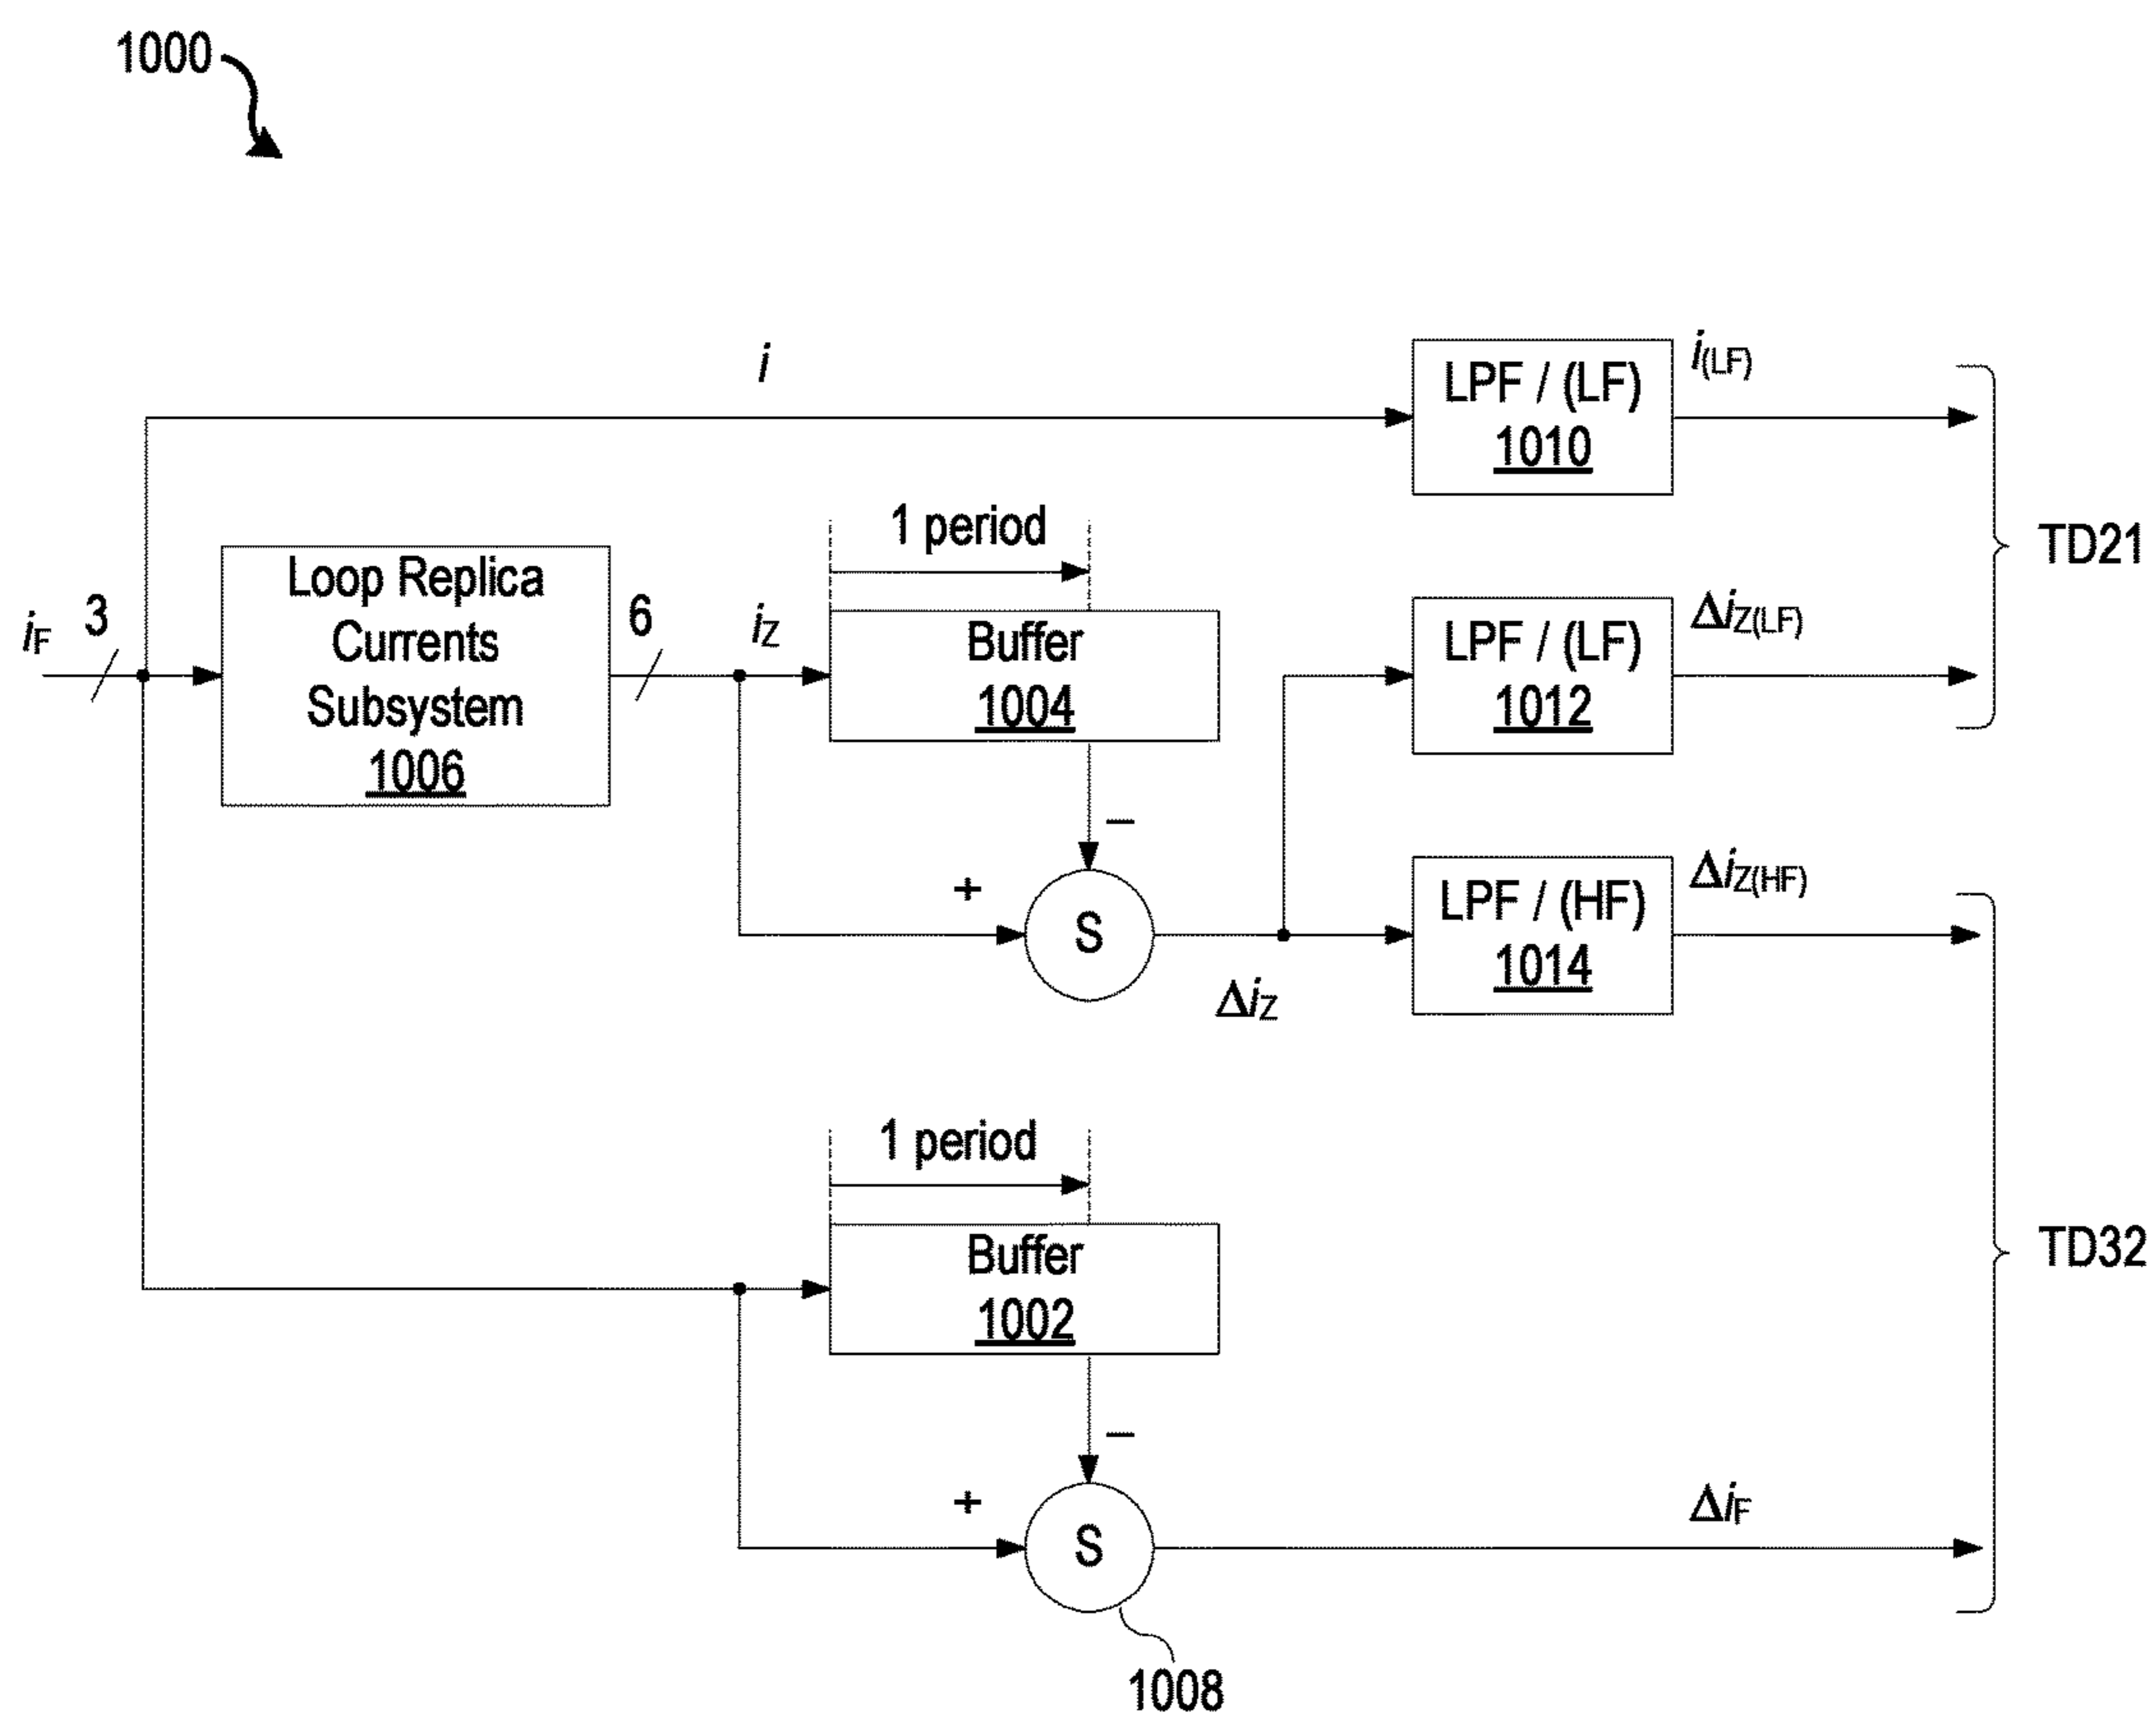 1000
i
LPF / (LF)
1010
i(LF)
TD21
1 period
Loop Replica
Currents
Subsystem
1006
iF
3
6
iZ
Buffer
1004
LPF / (LF)
1012
ΔiZ(LF)
−
+
S
ΔiZ
LPF / (HF)
1014
ΔiZ(HF)
TD32
1 period
Buffer
1002
−
+
S
ΔiF
1008